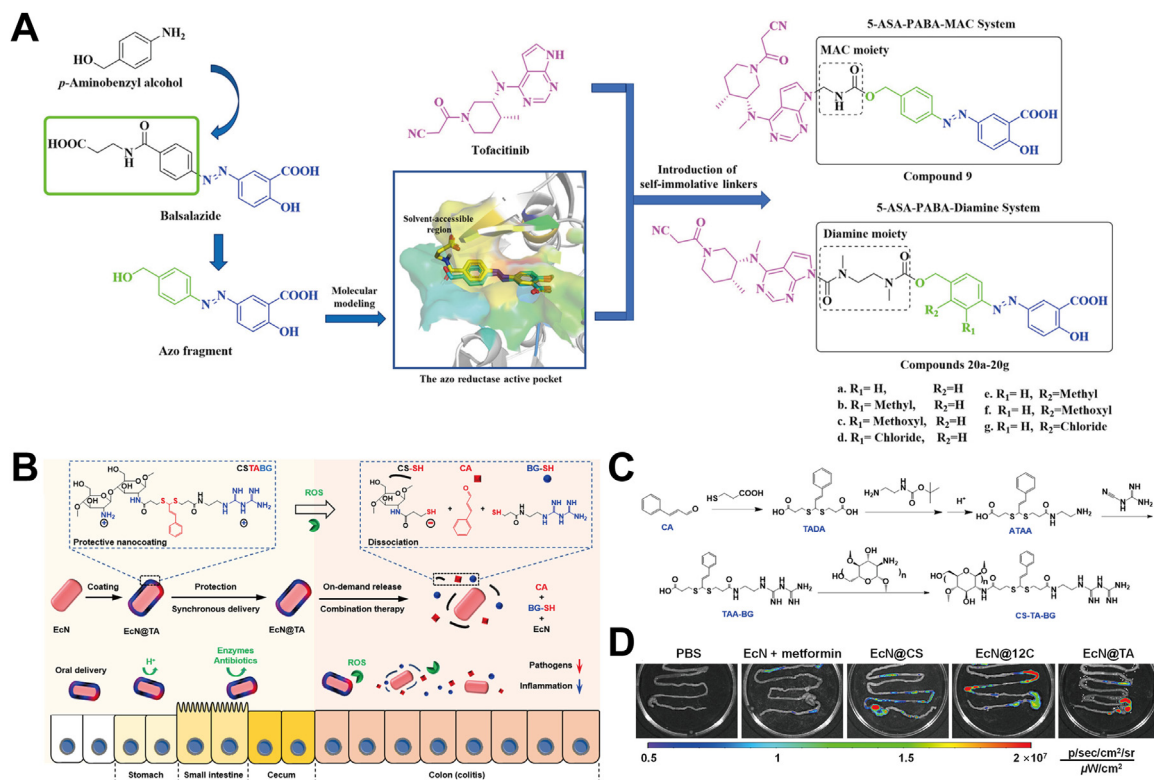 A
NH₂
HO
p-Aminobenzyl alcohol
HOOC
O
N
H
N
N
COOH
OH
Balsalazide
HO
N
N
COOH
OH
Azo fragment
Molecular
modeling
NH
N
N
N
O
N
NC
Tofacitinib
Solvent-accessible
region
The azo reductase active pocket
Introduction of
self-immolative linkers
5-ASA-PABA-MAC System
CN
O
N
N
N
N
N
MAC moiety
O
N
H
O
N
N
COOH
OH
Compound 9
5-ASA-PABA-Diamine System
NC
O
N
N
N
N
N
Diamine moiety
O
N
N
O
O
R₂
R₁
N
N
COOH
OH
Compounds 20a-20g
a. R₁= H, R₂=H
b. R₁= Methyl, R₂=H
c. R₁= Methoxyl, R₂=H
d. R₁= Chloride, R₂=H
e. R₁= H, R₂=Methyl
f. R₁= H, R₂=Methoxyl
g. R₁= H, R₂=Chloride
B
CSTABG
Protective nanocoating
ROS
CS-SH
CA
BG-SH
Dissociation
Coating
Protection
Synchronous delivery
On-demand release
Combination therapy
EcN
EcN@TA
EcN@TA
CA
+
BG-SH
+
EcN
Oral delivery
H⁺
Enzymes
Antibiotics
ROS
Pathogens
Inflammation
Stomach
Small intestine
Cecum
Colon (colitis)
C
CA
HS COOH
TADA
H⁺
ATAA
TAA-BG
CS-TA-BG
D
PBS
EcN + metformin
EcN@CS
EcN@12C
EcN@TA
0.5
1
1.5
2 ×10⁷
p/sec/cm²/sr
µW/cm²